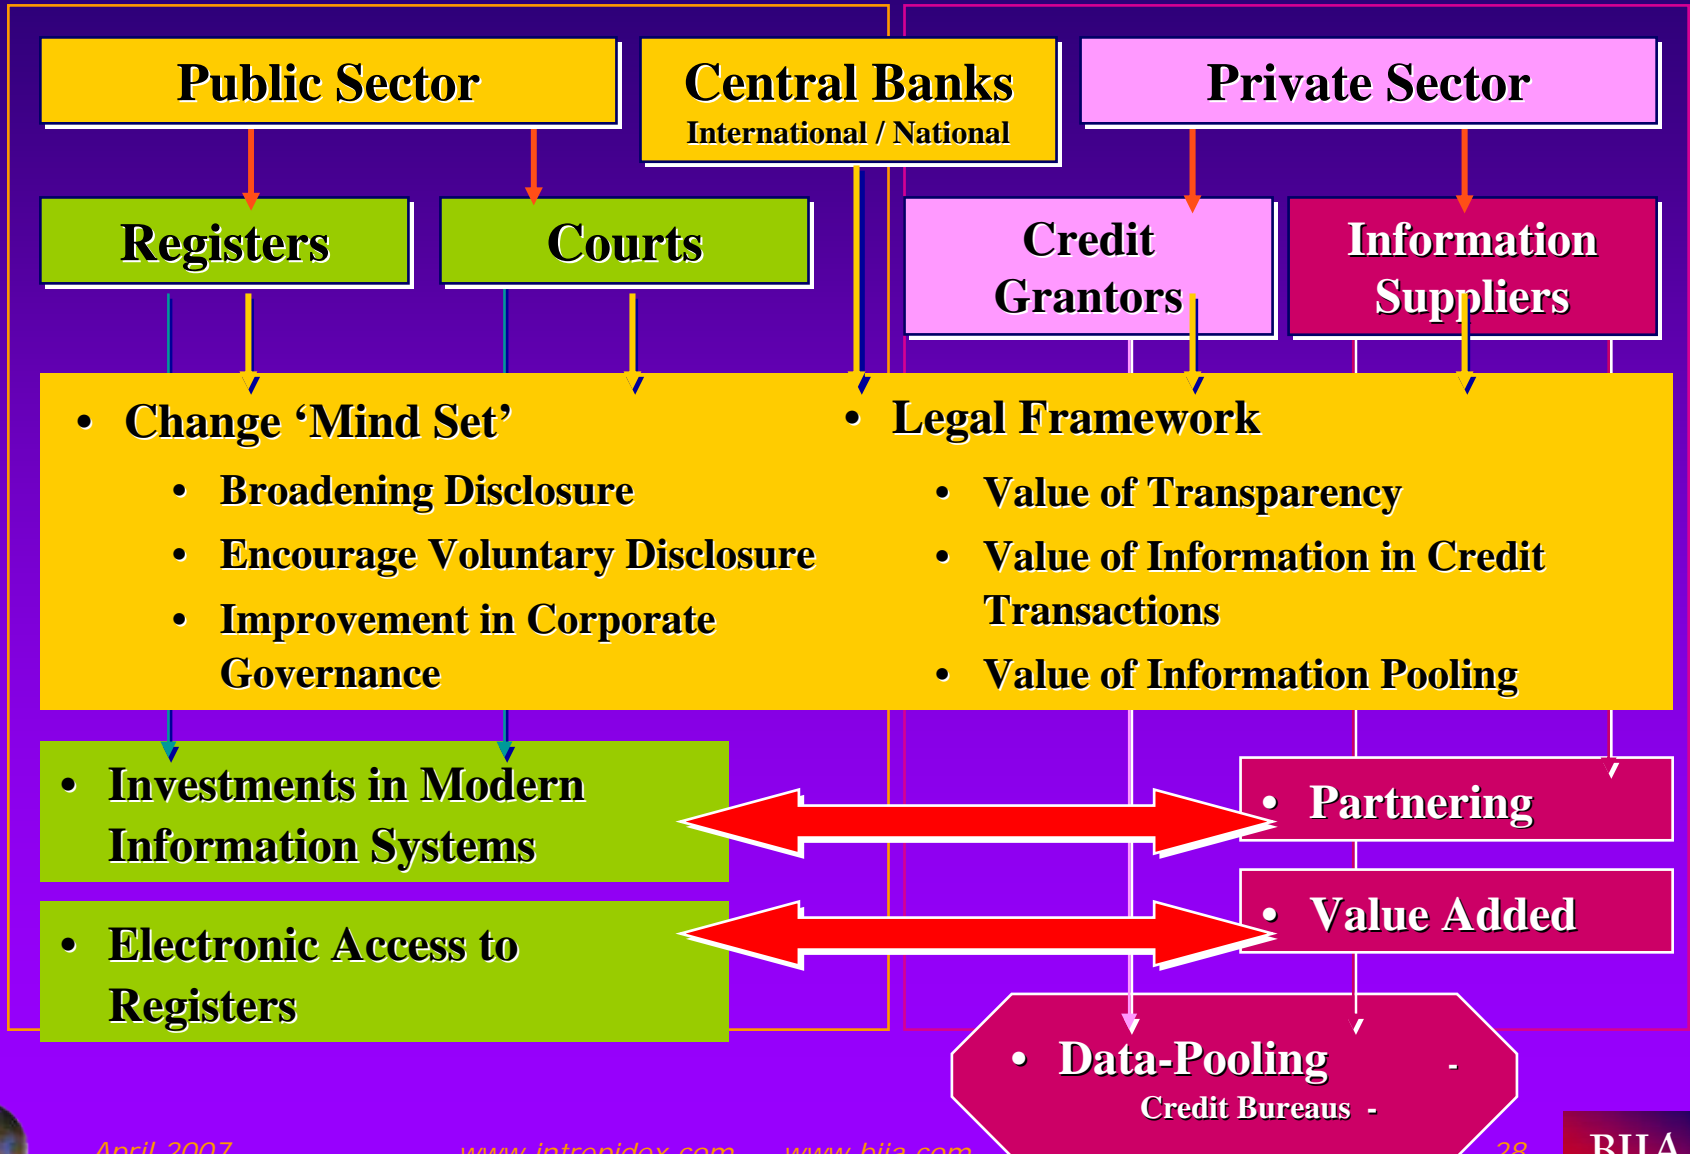 Public Sector
Central Banks
International / National
Private Sector
Registers
Courts
Credit
Grantors
Information
Suppliers
• Change ‘Mind Set’
• Broadening Disclosure
• Encourage Voluntary Disclosure
• Improvement in Corporate
Governance
• Legal Framework
• Value of Transparency
• Value of Information in Credit
Transactions
• Value of Information Pooling
• Investments in Modern
Information Systems
• Electronic Access to
Registers
• Partnering
• Value Added
• Data-Pooling -
Credit Bureaus -
April 2007
www.intrepidex.com
www.biia.com
28
BIIA